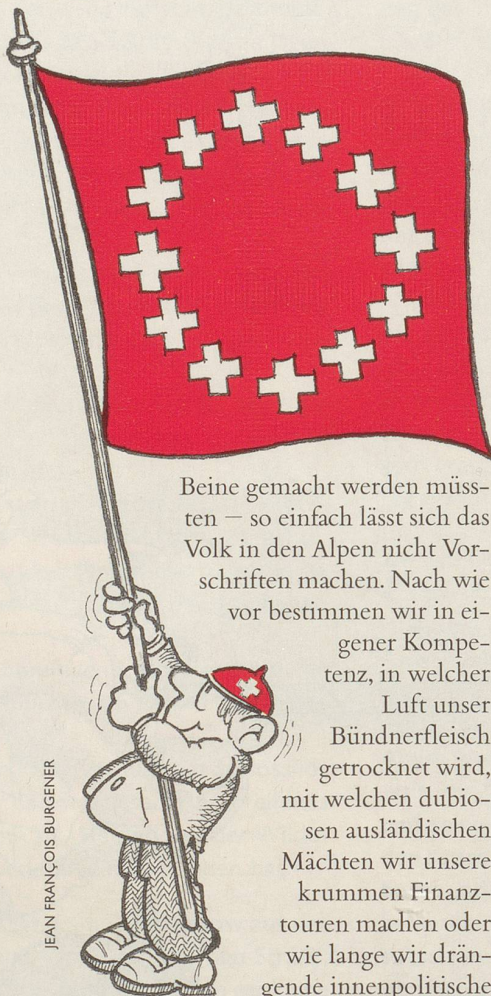 Beine gemacht werden müss-
ten – so einfach lässt sich das
Volk in den Alpen nicht Vor-
schriften machen. Nach wie
vor bestimmen wir in ei-
gener Kompe-
tenz, in welcher
Luft unser
Bündnerfleisch
getrocknet wird,
mit welchen dubio-
sen ausländischen
Mächten wir unsere
krummen Finanz-
touren machen oder
wie lange wir drän-
gende innenpolitische
JEAN FRANÇOIS BURGENER